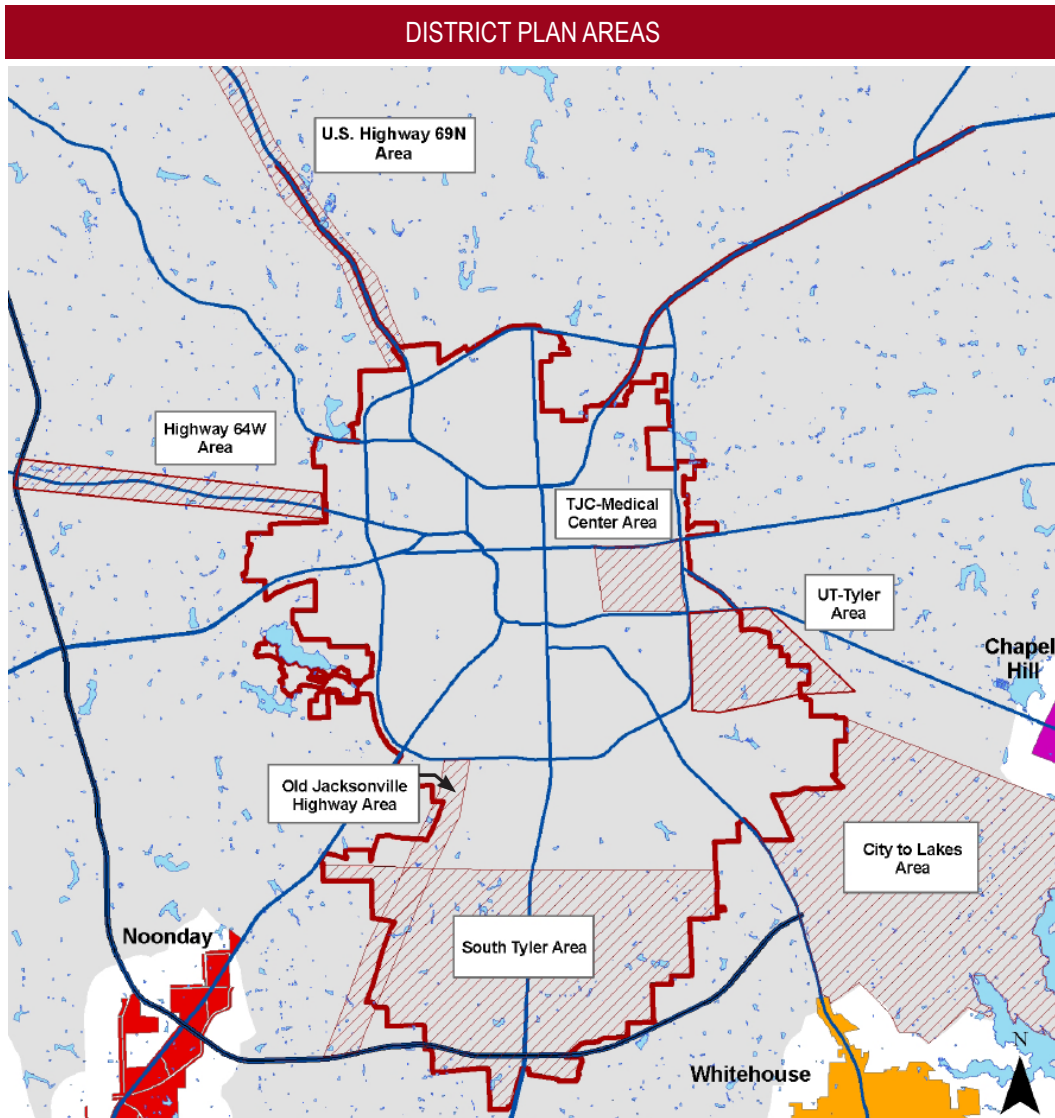 DISTRICT PLAN AREAS
U.S. Highway 69N
Area
Highway 64W
Area
TJC-Medical
Center Area
UT-Tyler
Area
Chapel
Hill
Old Jacksonville
Highway Area
City to Lakes
Area
Noonday
South Tyler Area
Whitehouse
N